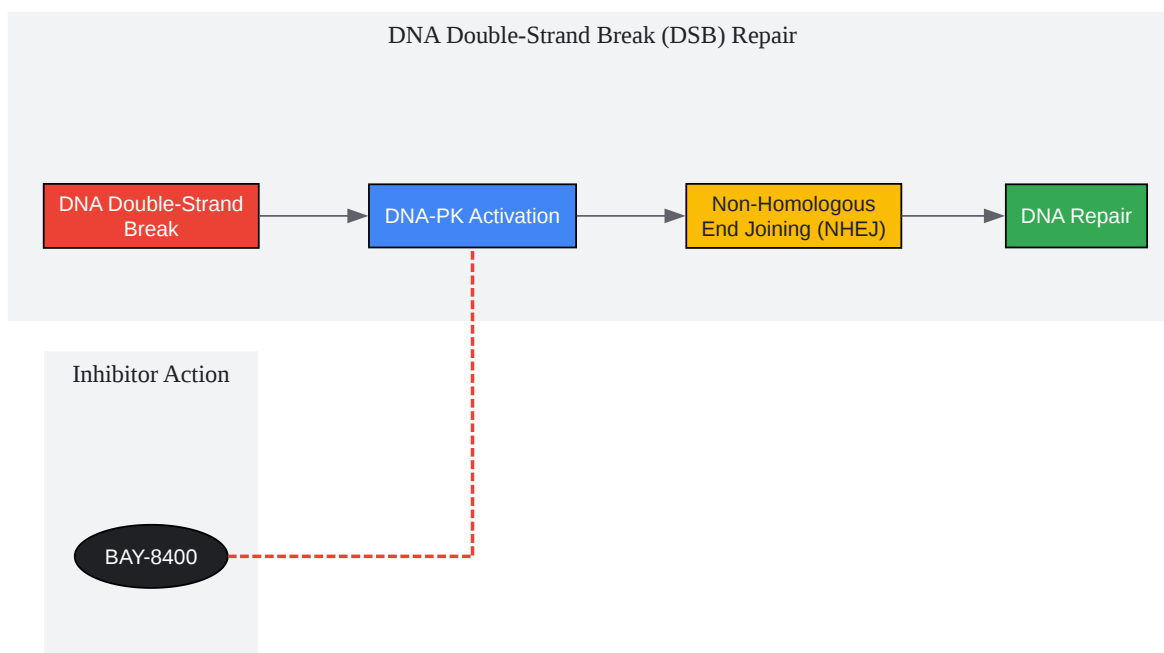 DNA Double-Strand Break (DSB) Repair
DNA Double-Strand
Break
DNA-PK Activation
Non-Homologous
End Joining (NHEJ)
DNA Repair
Inhibitor Action
BAY-8400